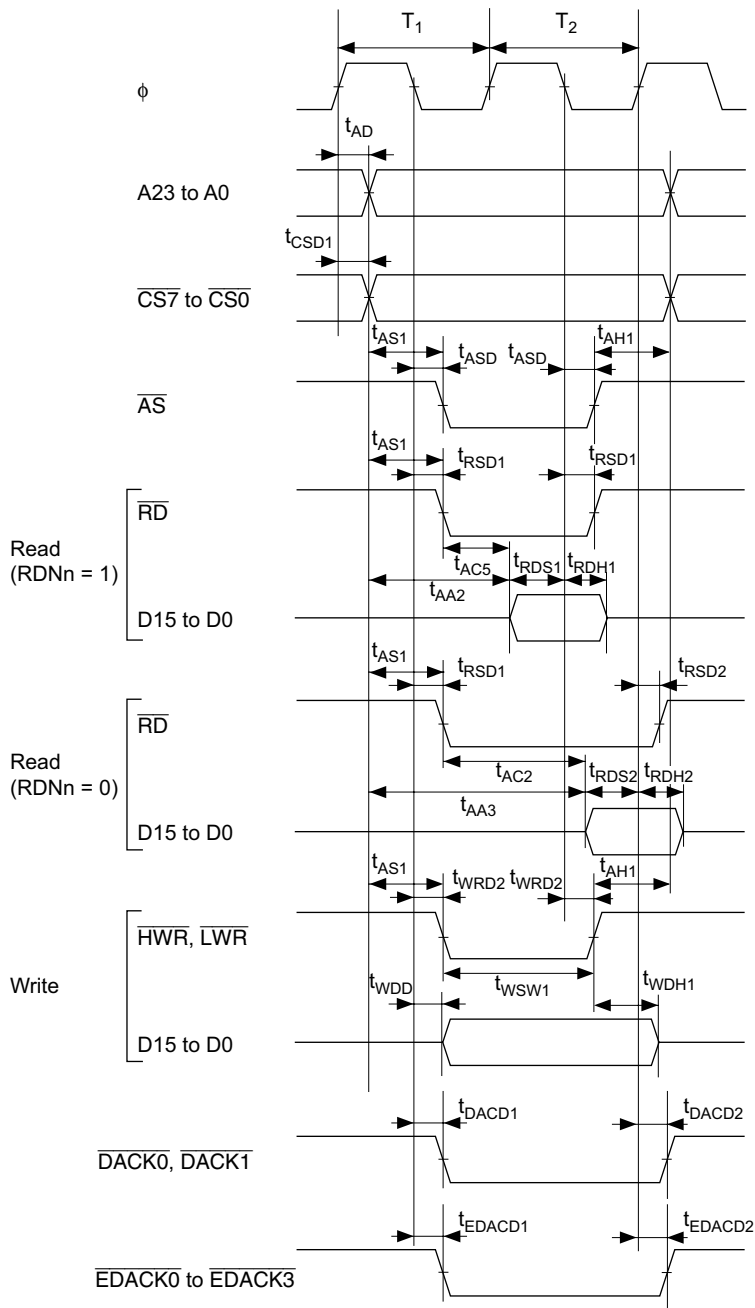 T1 T2
ϕ
tAD
A23 to A0
tCSD1
CS7 to CS0
tAS1 tASD tASD tAH1
AS
tAS1 tRSD1 tRSD1
Read
(RDNn = 1)
RD
tAC5 tRDS1 tRDH1
tAA2
D15 to D0
tAS1 tRSD1 tRSD2
Read
(RDNn = 0)
RD
tAC2 tRDS2 tRDH2
tAA3
D15 to D0
tAS1 tWRD2 tWRD2 tAH1
Write
HWR, LWR
tWDD tWSW1 tWDH1
D15 to D0
tDACD1 tDACD2
DACK0, DACK1
tEDACD1 tEDACD2
EDACK0 to EDACK3